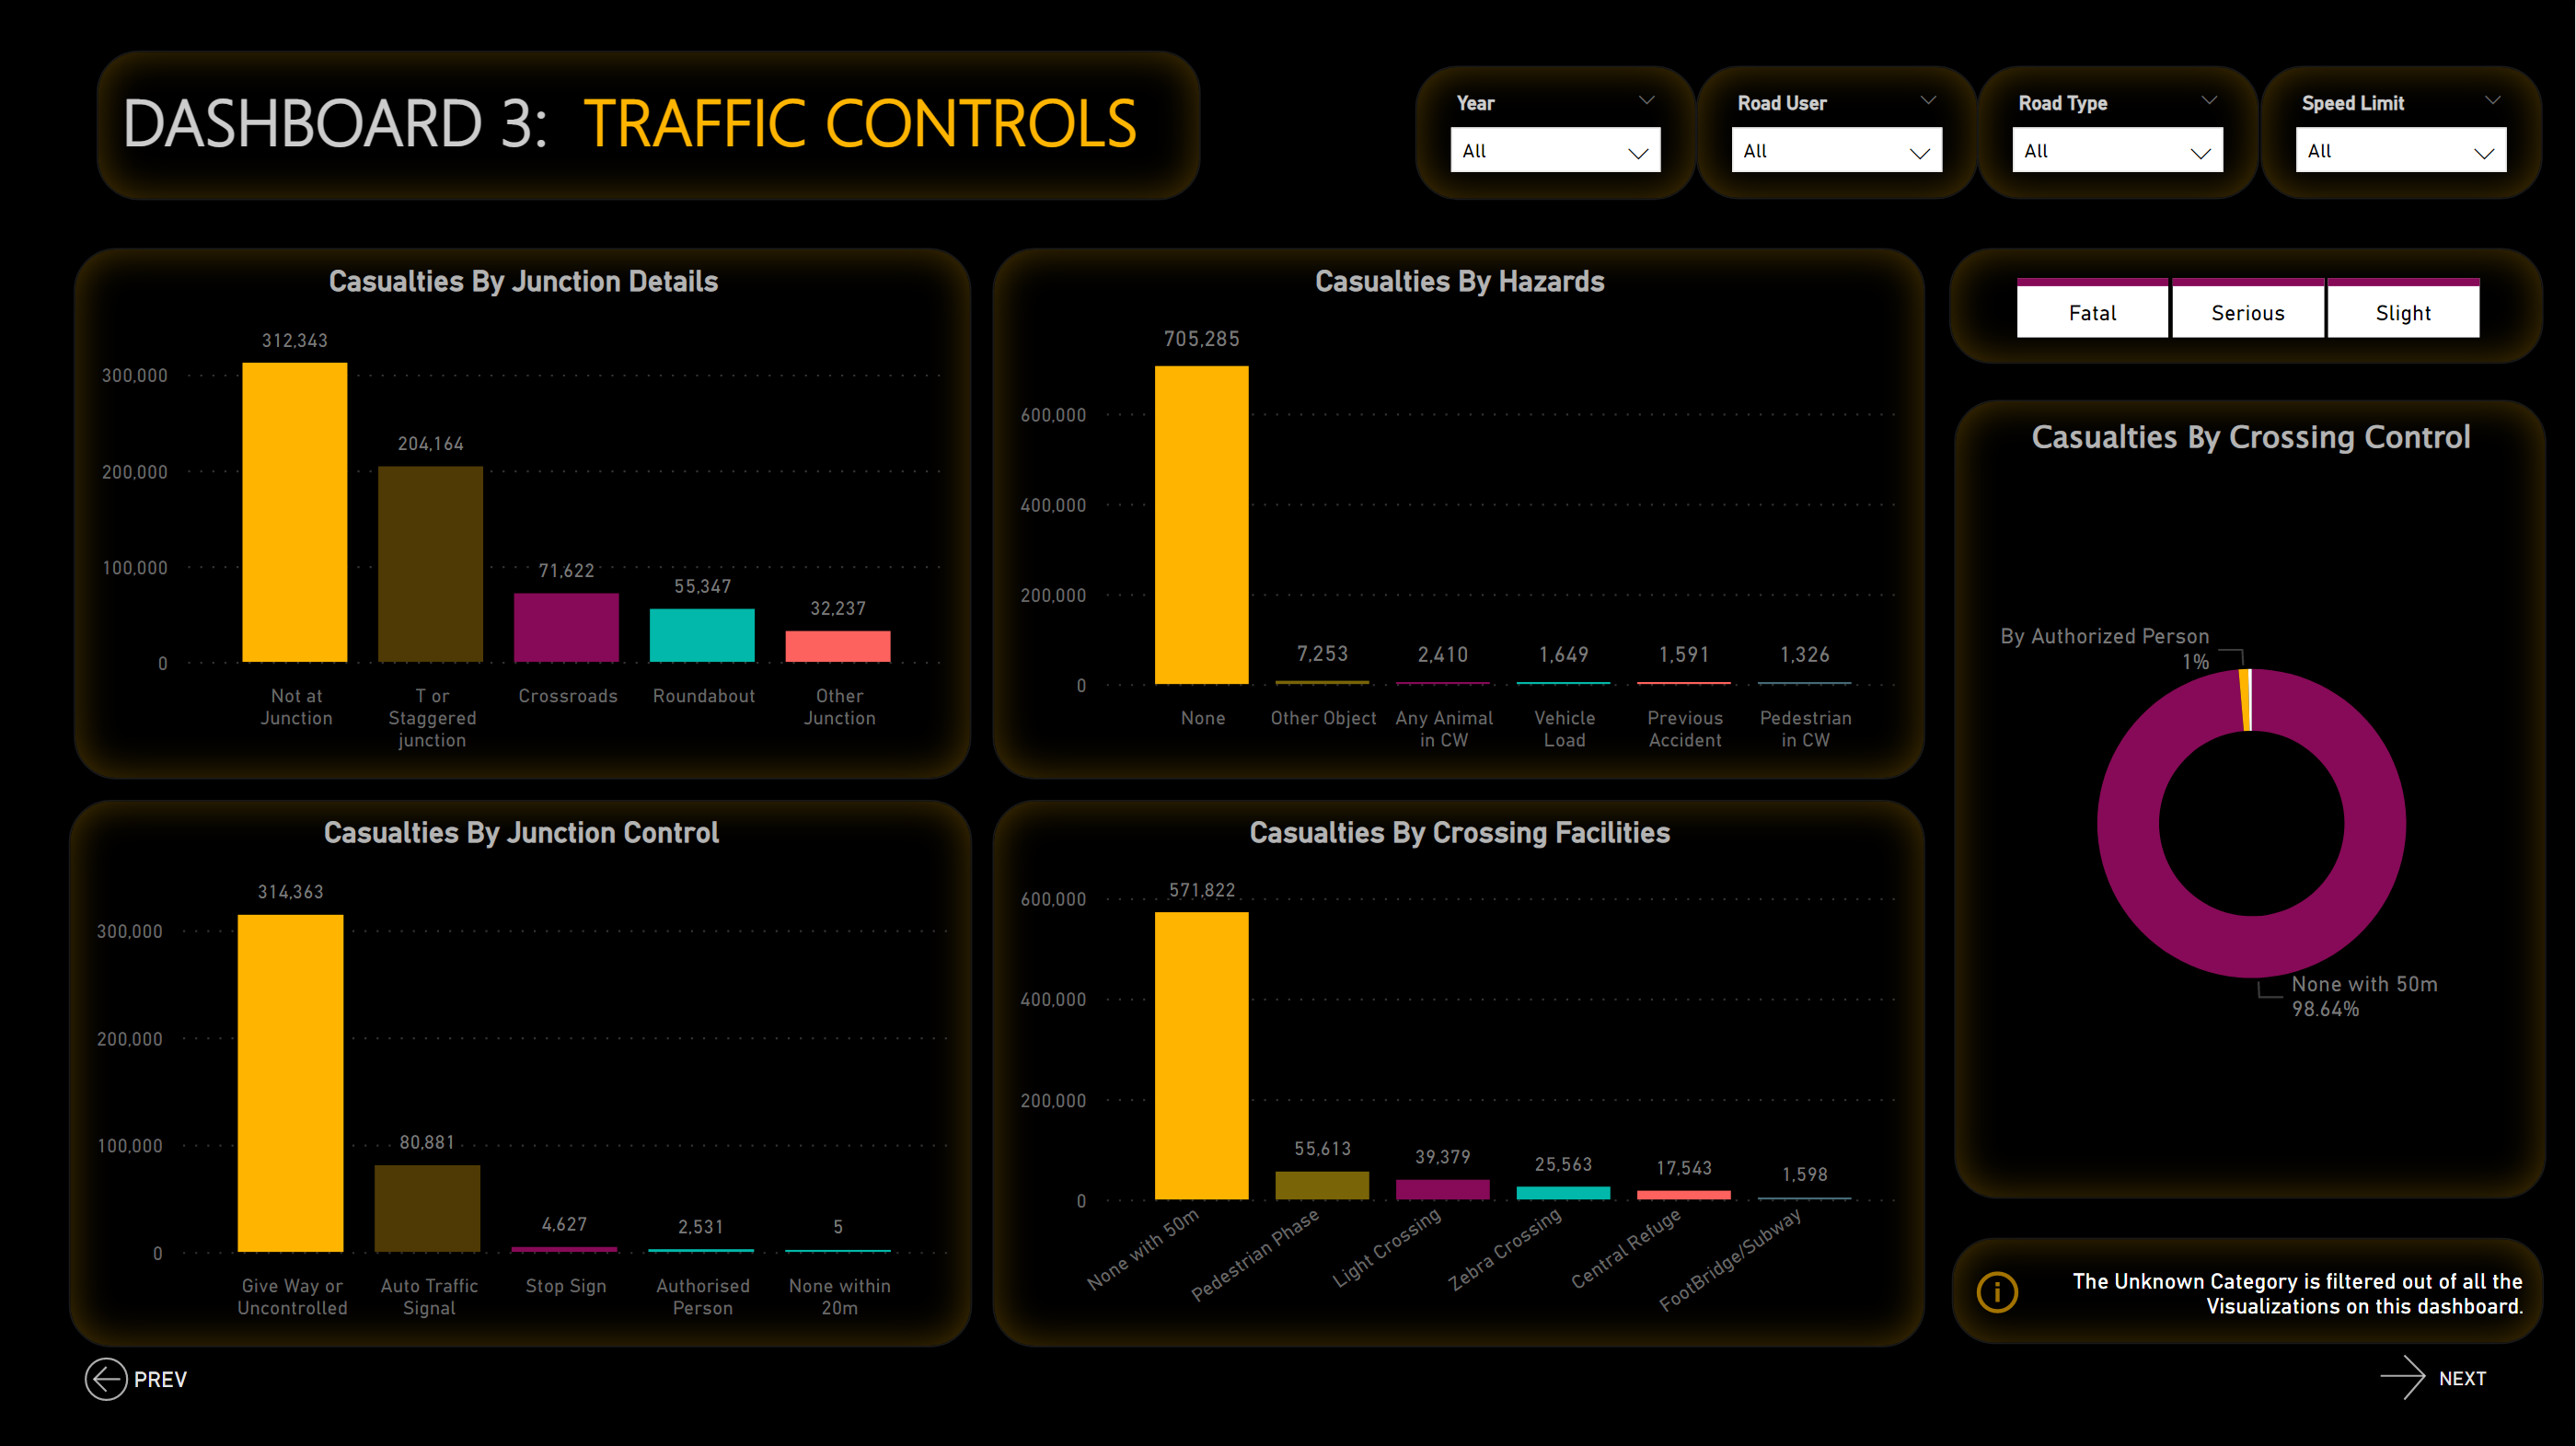 DASHBOARD 3: TRAFFIC CONTROLS
Year
All
Road User
All
Road Type
All
Speed Limit
All
Casualties By Junction Details
300,000
200,000
100,000
0
312,343
204,164
71,622
55,347
32,237
Not at
Junction
T or
Staggered
junction
Crossroads
Roundabout
Other
Junction
Casualties By Hazards
600,000
400,000
200,000
0
705,285
7,253
2,410
1,649
1,591
1,326
None
Other Object
Any Animal
in CW
Vehicle
Load
Previous
Accident
Pedestrian
in CW
Fatal
Serious
Slight
Casualties By Crossing Control
By Authorized Person
1%
None with 50m
98.64%
Casualties By Junction Control
300,000
200,000
100,000
0
314,363
80,881
4,627
2,531
5
Give Way or
Uncontrolled
Auto Traffic
Signal
Stop Sign
Authorised
Person
None within
20m
Casualties By Crossing Facilities
600,000
400,000
200,000
0
571,822
55,613
39,379
25,563
17,543
1,598
None with 50m
Pedestrian Phase
Light Crossing
Zebra Crossing
Central Refuge
FootBridge/Subway
The Unknown Category is filtered out of all the
Visualizations on this dashboard.
PREV
NEXT